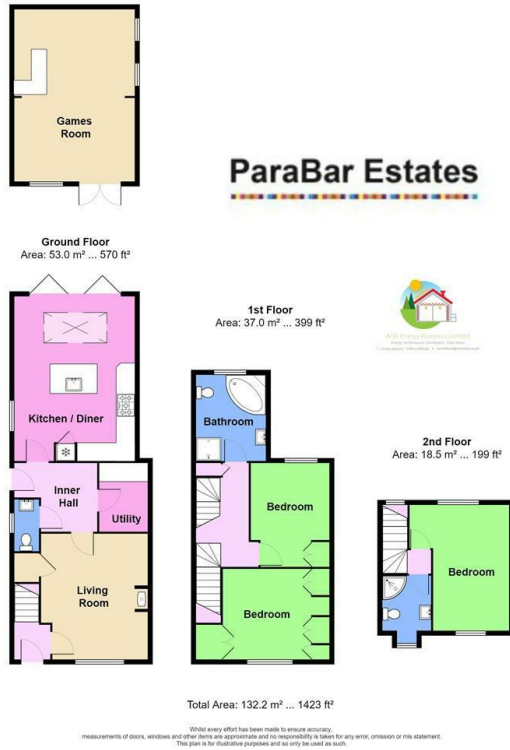 Games
Room
ParaBar Estates
Ground Floor
Area: 53.0 m² ... 570 ft²
1st Floor
Area: 37.0 m² ... 399 ft²
Bathroom
Kitchen / Diner
2nd Floor
Area: 18.5 m² ... 199 ft²
Inner
Hall
Utility
Bedroom
Bedroom
Living
Room
Bedroom
Total Area: 132.2 m² ... 1423 ft²
Whilst every effort has been made to ensure accuracy,
measurements of doors, windows and other items are approximate and no responsibility is taken for any error, omission or mis statement.
This plan is for illustrative purposes and so only be used as such.